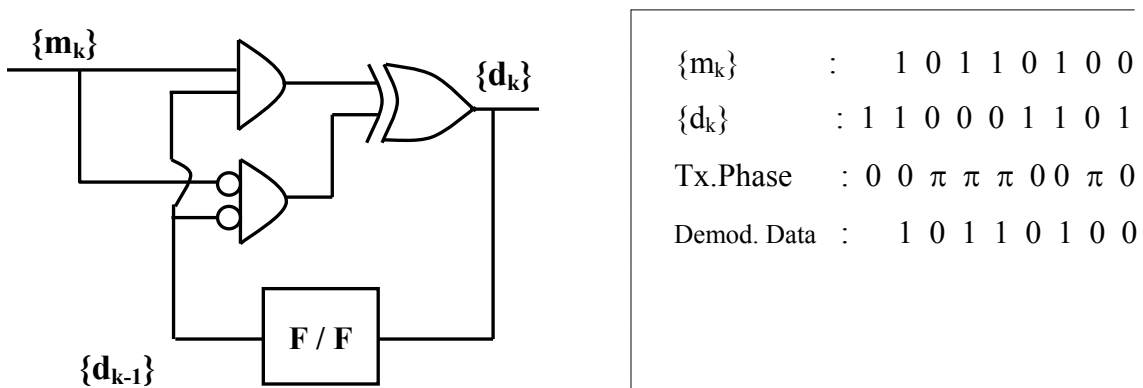 {mₖ}
{dₖ}
F / F
{dₖ₋₁}
{mₖ} : 1 0 1 1 0 1 0 0
{dₖ} : 1 1 0 0 0 1 1 0 1
Tx.Phase : 0 0 π π π 0 0 π 0
Demod. Data : 1 0 1 1 0 1 0 0